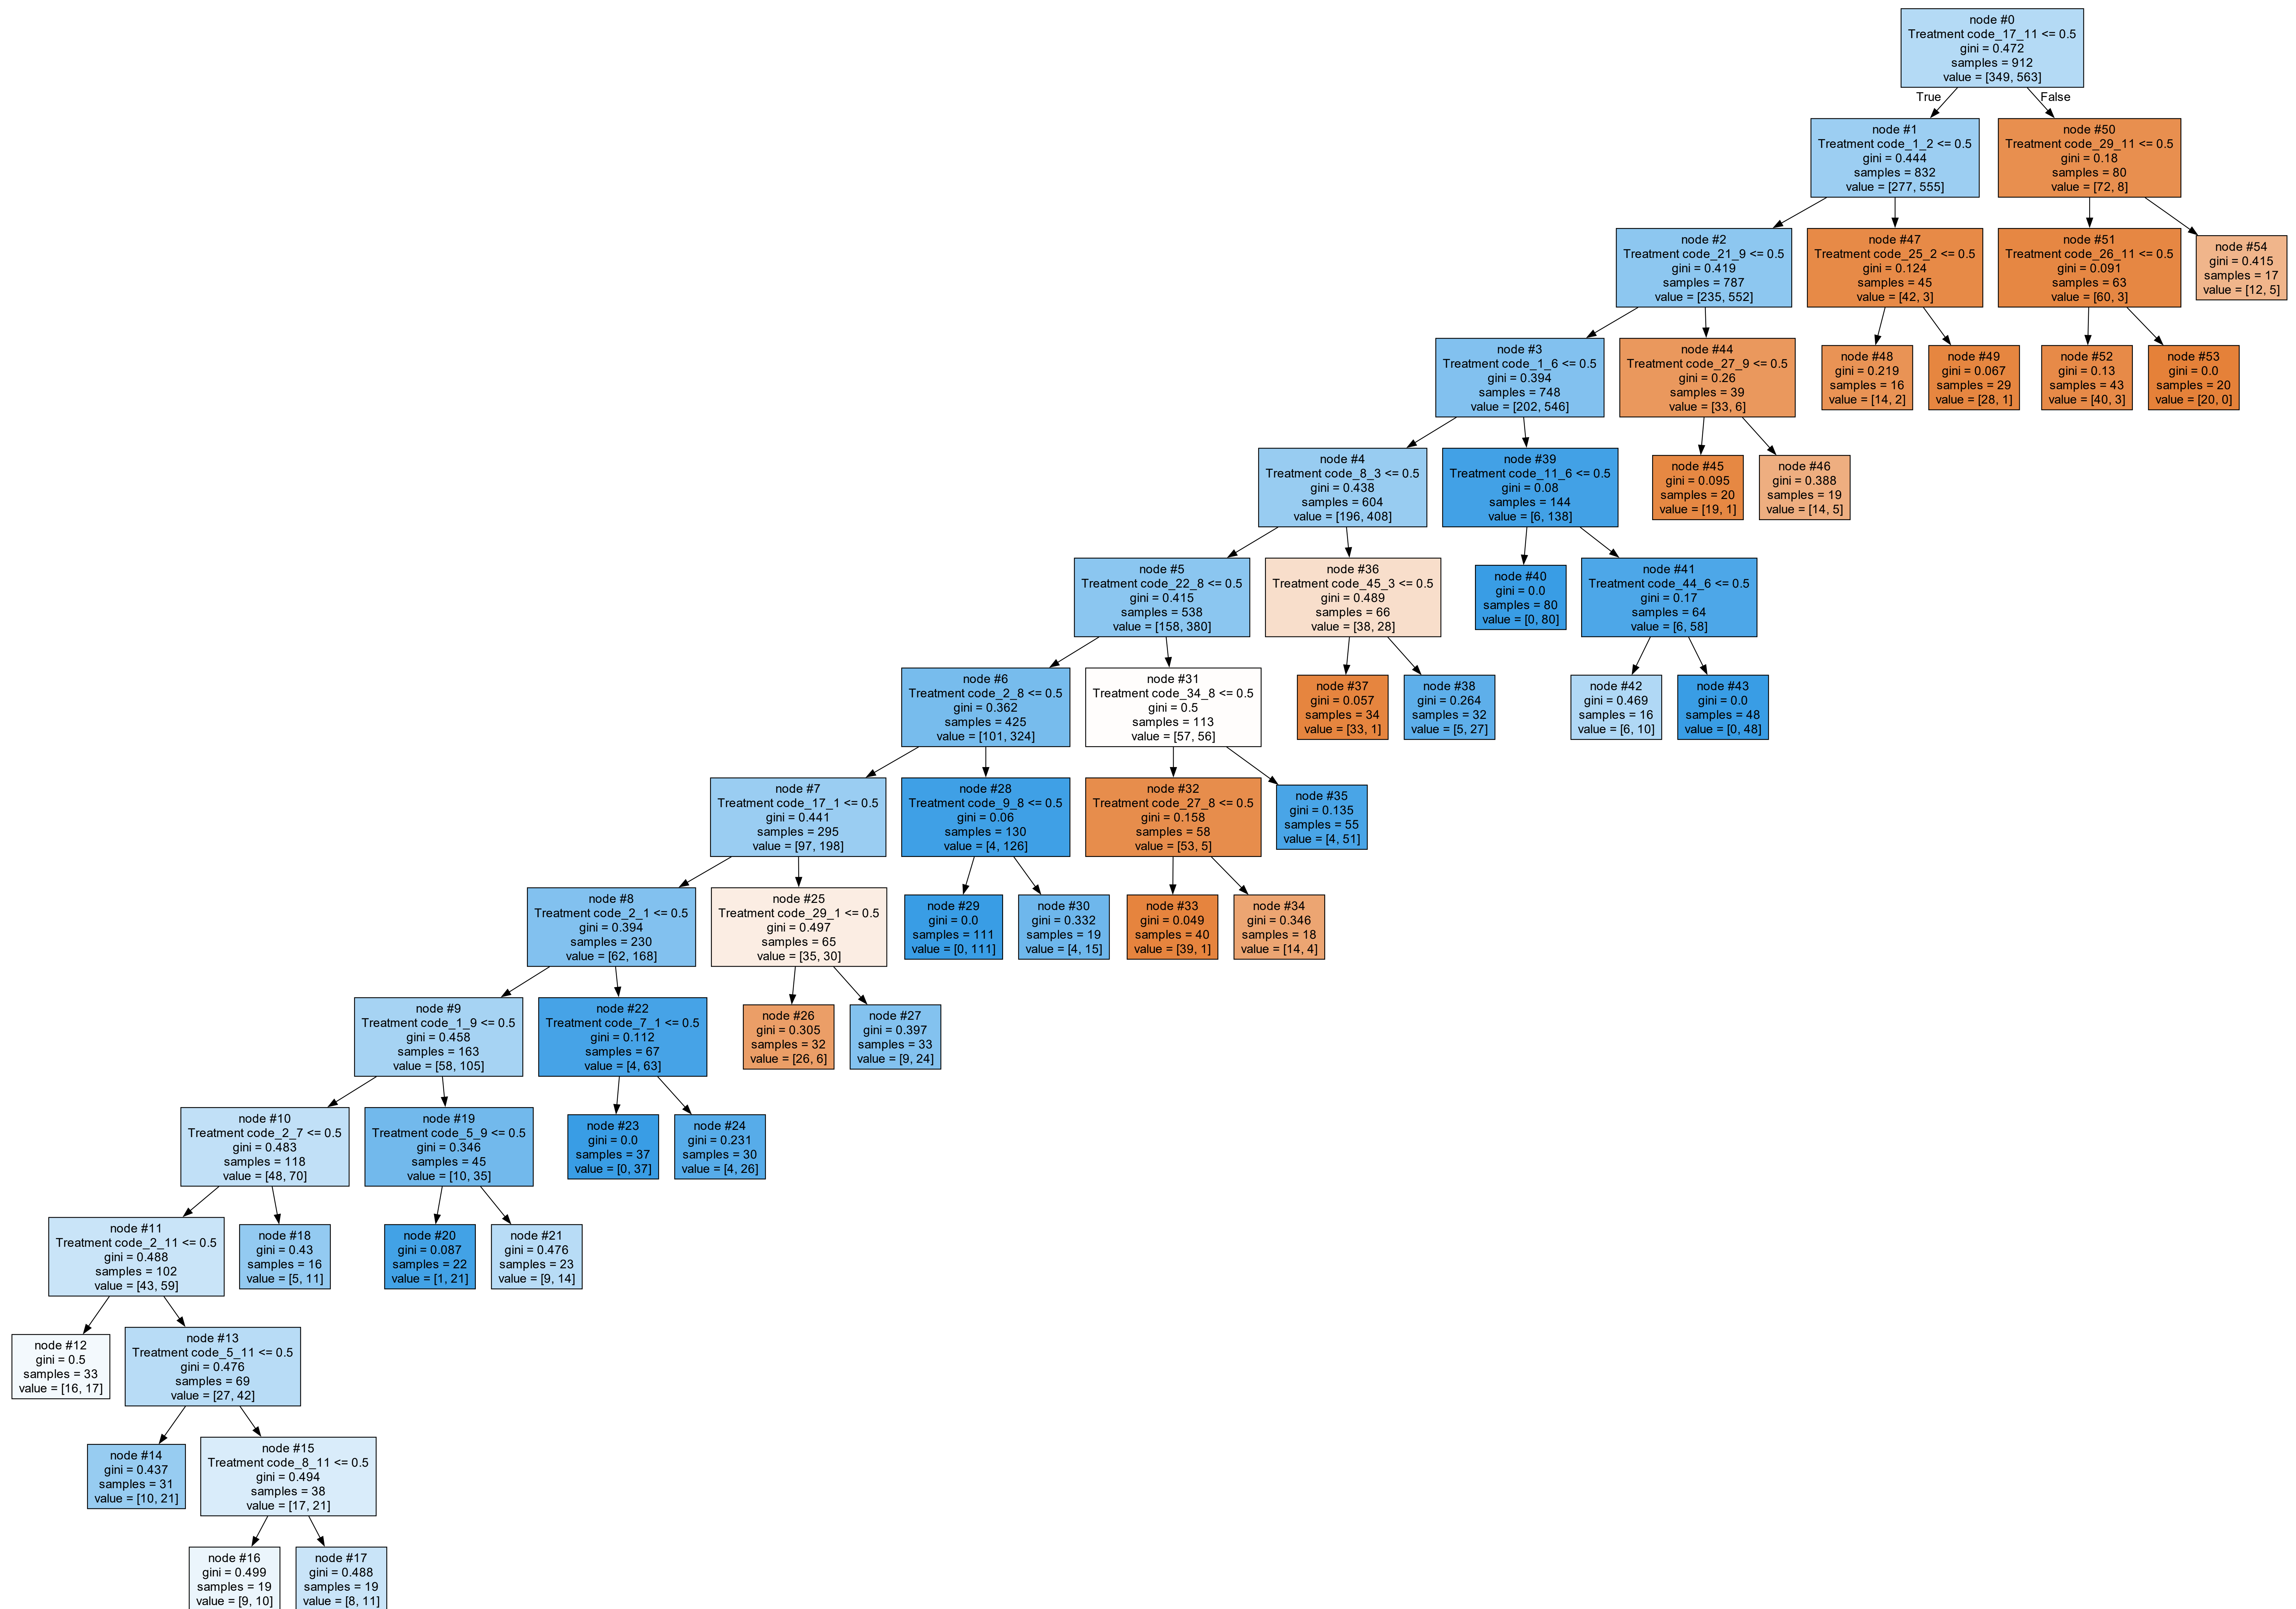 node #0
Treatment code_17_11 <= 0.5
gini = 0.472
samples = 912
value = [349, 563]
True
False
node #1
Treatment code_1_2 <= 0.5
gini = 0.444
samples = 832
value = [277, 555]
node #50
Treatment code_29_11 <= 0.5
gini = 0.18
samples = 80
value = [72, 8]
node #2
Treatment code_21_9 <= 0.5
gini = 0.419
samples = 787
value = [235, 552]
node #47
Treatment code_25_2 <= 0.5
gini = 0.124
samples = 45
value = [42, 3]
node #51
Treatment code_26_11 <= 0.5
gini = 0.091
samples = 63
value = [60, 3]
node #54
gini = 0.415
samples = 17
value = [12, 5]
node #3
Treatment code_1_6 <= 0.5
gini = 0.394
samples = 748
value = [202, 546]
node #44
Treatment code_27_9 <= 0.5
gini = 0.26
samples = 39
value = [33, 6]
node #48
gini = 0.219
samples = 16
value = [14, 2]
node #49
gini = 0.067
samples = 29
value = [28, 1]
node #52
gini = 0.13
samples = 43
value = [40, 3]
node #53
gini = 0.0
samples = 20
value = [20, 0]
node #4
Treatment code_8_3 <= 0.5
gini = 0.438
samples = 604
value = [196, 408]
node #39
Treatment code_11_6 <= 0.5
gini = 0.08
samples = 144
value = [6, 138]
node #45
gini = 0.095
samples = 20
value = [19, 1]
node #46
gini = 0.388
samples = 19
value = [14, 5]
node #5
Treatment code_22_8 <= 0.5
gini = 0.415
samples = 538
value = [158, 380]
node #36
Treatment code_45_3 <= 0.5
gini = 0.489
samples = 66
value = [38, 28]
node #40
gini = 0.0
samples = 80
value = [0, 80]
node #41
Treatment code_44_6 <= 0.5
gini = 0.17
samples = 64
value = [6, 58]
node #6
Treatment code_2_8 <= 0.5
gini = 0.362
samples = 425
value = [101, 324]
node #31
Treatment code_34_8 <= 0.5
gini = 0.5
samples = 113
value = [57, 56]
node #37
gini = 0.057
samples = 34
value = [33, 1]
node #38
gini = 0.264
samples = 32
value = [5, 27]
node #42
gini = 0.469
samples = 16
value = [6, 10]
node #43
gini = 0.0
samples = 48
value = [0, 48]
node #7
Treatment code_17_1 <= 0.5
gini = 0.441
samples = 295
value = [97, 198]
node #28
Treatment code_9_8 <= 0.5
gini = 0.06
samples = 130
value = [4, 126]
node #32
Treatment code_27_8 <= 0.5
gini = 0.158
samples = 58
value = [53, 5]
node #35
gini = 0.135
samples = 55
value = [4, 51]
node #8
Treatment code_2_1 <= 0.5
gini = 0.394
samples = 230
value = [62, 168]
node #25
Treatment code_29_1 <= 0.5
gini = 0.497
samples = 65
value = [35, 30]
node #29
gini = 0.0
samples = 111
value = [0, 111]
node #30
gini = 0.332
samples = 19
value = [4, 15]
node #33
gini = 0.049
samples = 40
value = [39, 1]
node #34
gini = 0.346
samples = 18
value = [14, 4]
node #9
Treatment code_1_9 <= 0.5
gini = 0.458
samples = 163
value = [58, 105]
node #22
Treatment code_7_1 <= 0.5
gini = 0.112
samples = 67
value = [4, 63]
node #26
gini = 0.305
samples = 32
value = [26, 6]
node #27
gini = 0.397
samples = 33
value = [9, 24]
node #10
Treatment code_2_7 <= 0.5
gini = 0.483
samples = 118
value = [48, 70]
node #19
Treatment code_5_9 <= 0.5
gini = 0.346
samples = 45
value = [10, 35]
node #23
gini = 0.0
samples = 37
value = [0, 37]
node #24
gini = 0.231
samples = 30
value = [4, 26]
node #11
Treatment code_2_11 <= 0.5
gini = 0.488
samples = 102
value = [43, 59]
node #18
gini = 0.43
samples = 16
value = [5, 11]
node #20
gini = 0.087
samples = 22
value = [1, 21]
node #21
gini = 0.476
samples = 23
value = [9, 14]
node #12
gini = 0.5
samples = 33
value = [16, 17]
node #13
Treatment code_5_11 <= 0.5
gini = 0.476
samples = 69
value = [27, 42]
node #14
gini = 0.437
samples = 31
value = [10, 21]
node #15
Treatment code_8_11 <= 0.5
gini = 0.494
samples = 38
value = [17, 21]
node #16
gini = 0.499
samples = 19
value = [9, 10]
node #17
gini = 0.488
samples = 19
value = [8, 11]